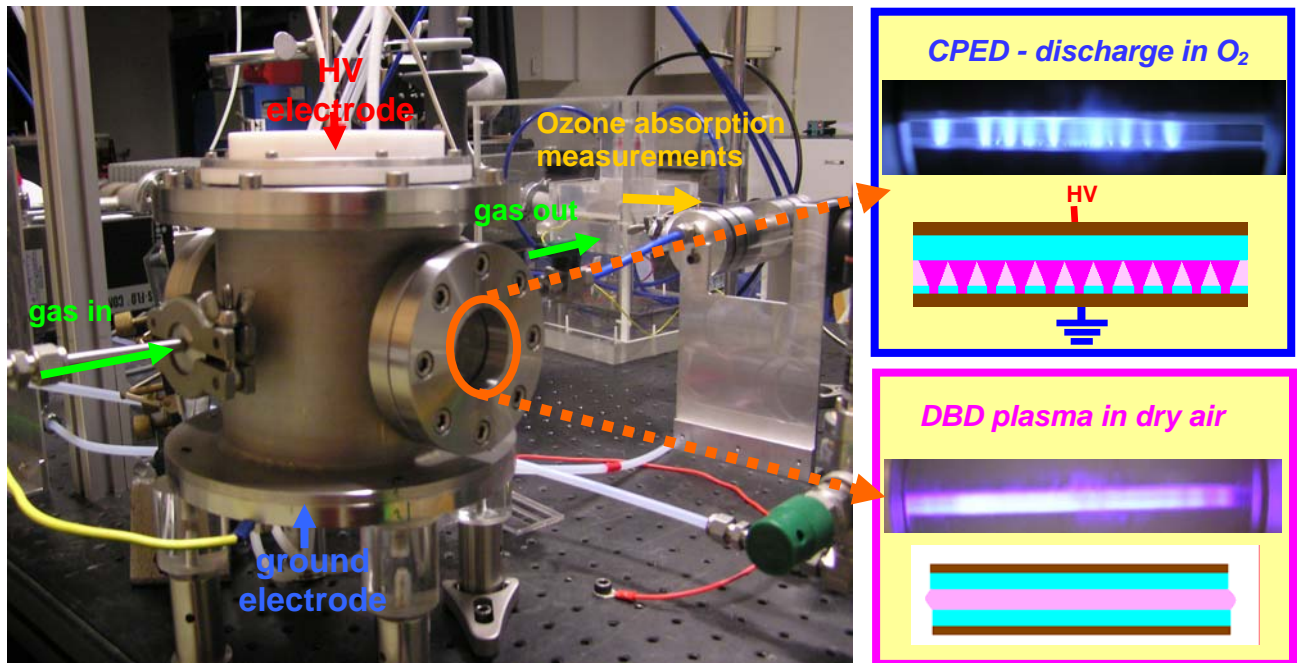 HV
electrode
Ozone absorption
measurements
gas out
gas in
ground
electrode
CPED - discharge in O₂
HV
DBD plasma in dry air